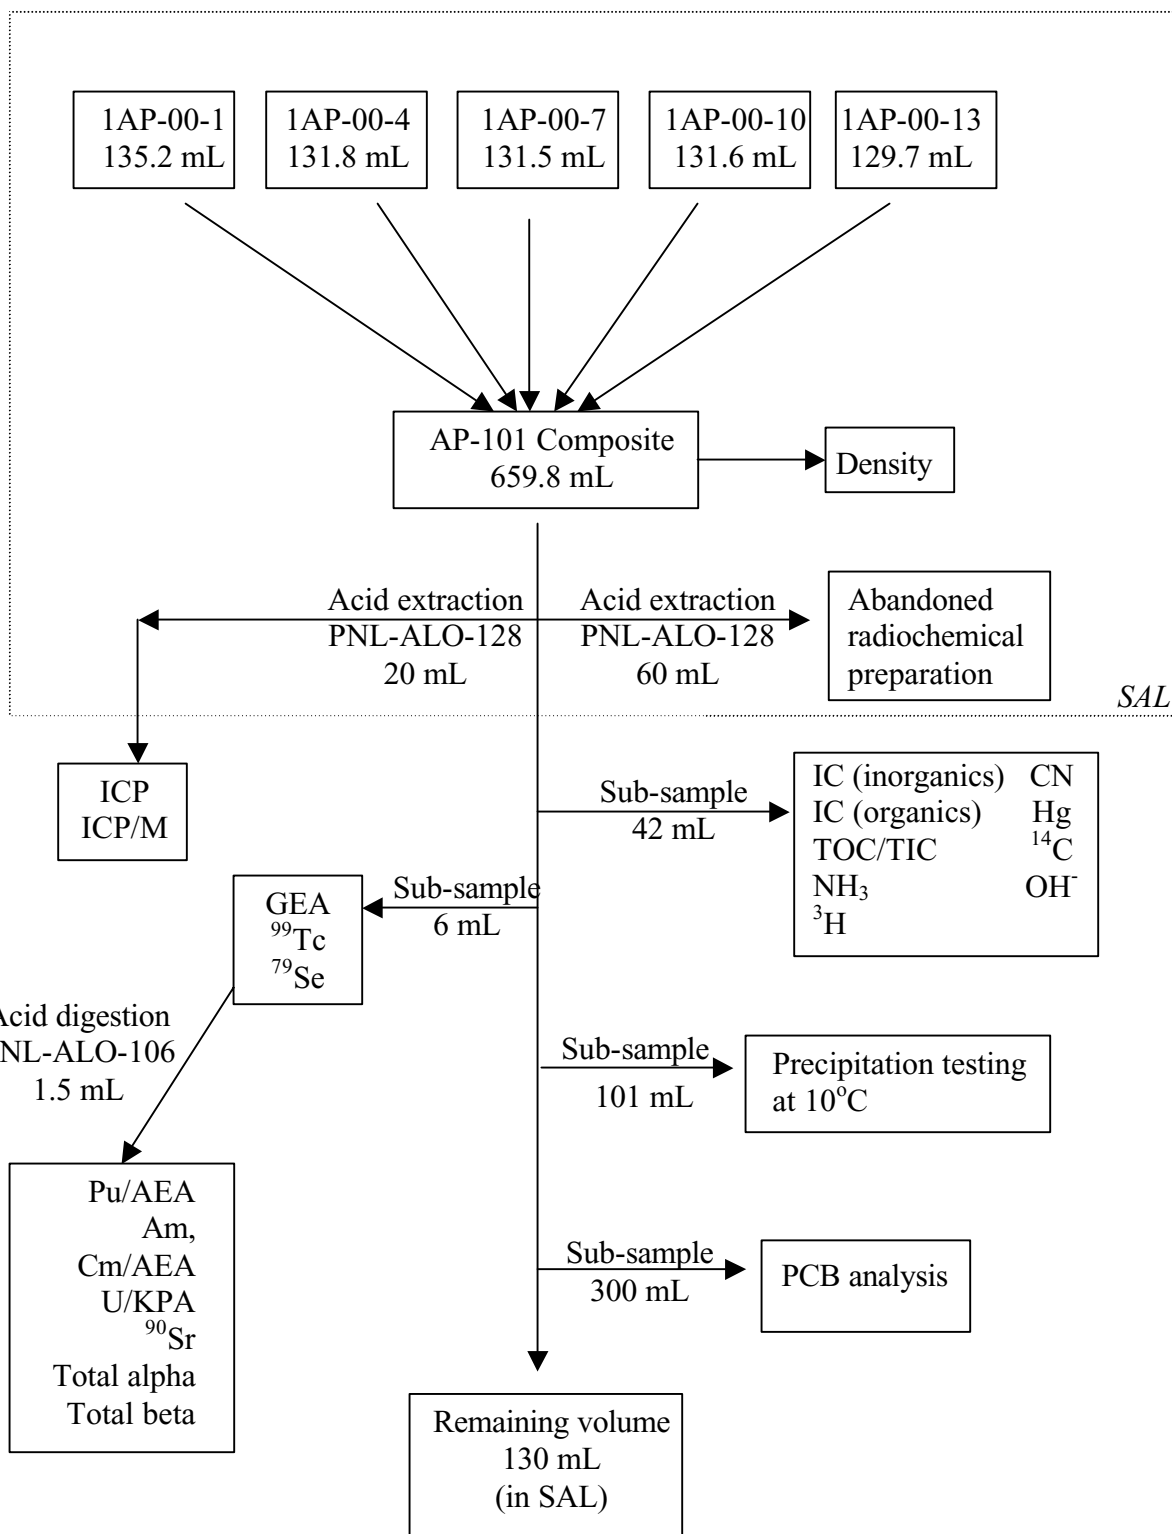 1AP-00-1
135.2 mL
1AP-00-4
131.8 mL
1AP-00-7
131.5 mL
1AP-00-10
131.6 mL
1AP-00-13
129.7 mL
AP-101 Composite
659.8 mL
Density
Acid extraction
PNL-ALO-128
20 mL
Acid extraction
PNL-ALO-128
60 mL
Abandoned
radiochemical
preparation
SAL
ICP
ICP/M
Sub-sample
42 mL
IC (inorganics) CN
IC (organics) Hg
TOC/TIC ¹⁴C
NH₃ OH⁻
³H
Sub-sample
6 mL
GEA
⁹⁹Tc
⁷⁹Se
Acid digestion
NL-ALO-106
1.5 mL
Sub-sample
101 mL
Precipitation testing
at 10°C
Pu/AEA
Am,
Cm/AEA
U/KPA
⁹⁰Sr
Total alpha
Total beta
Sub-sample
300 mL
PCB analysis
Remaining volume
130 mL
(in SAL)